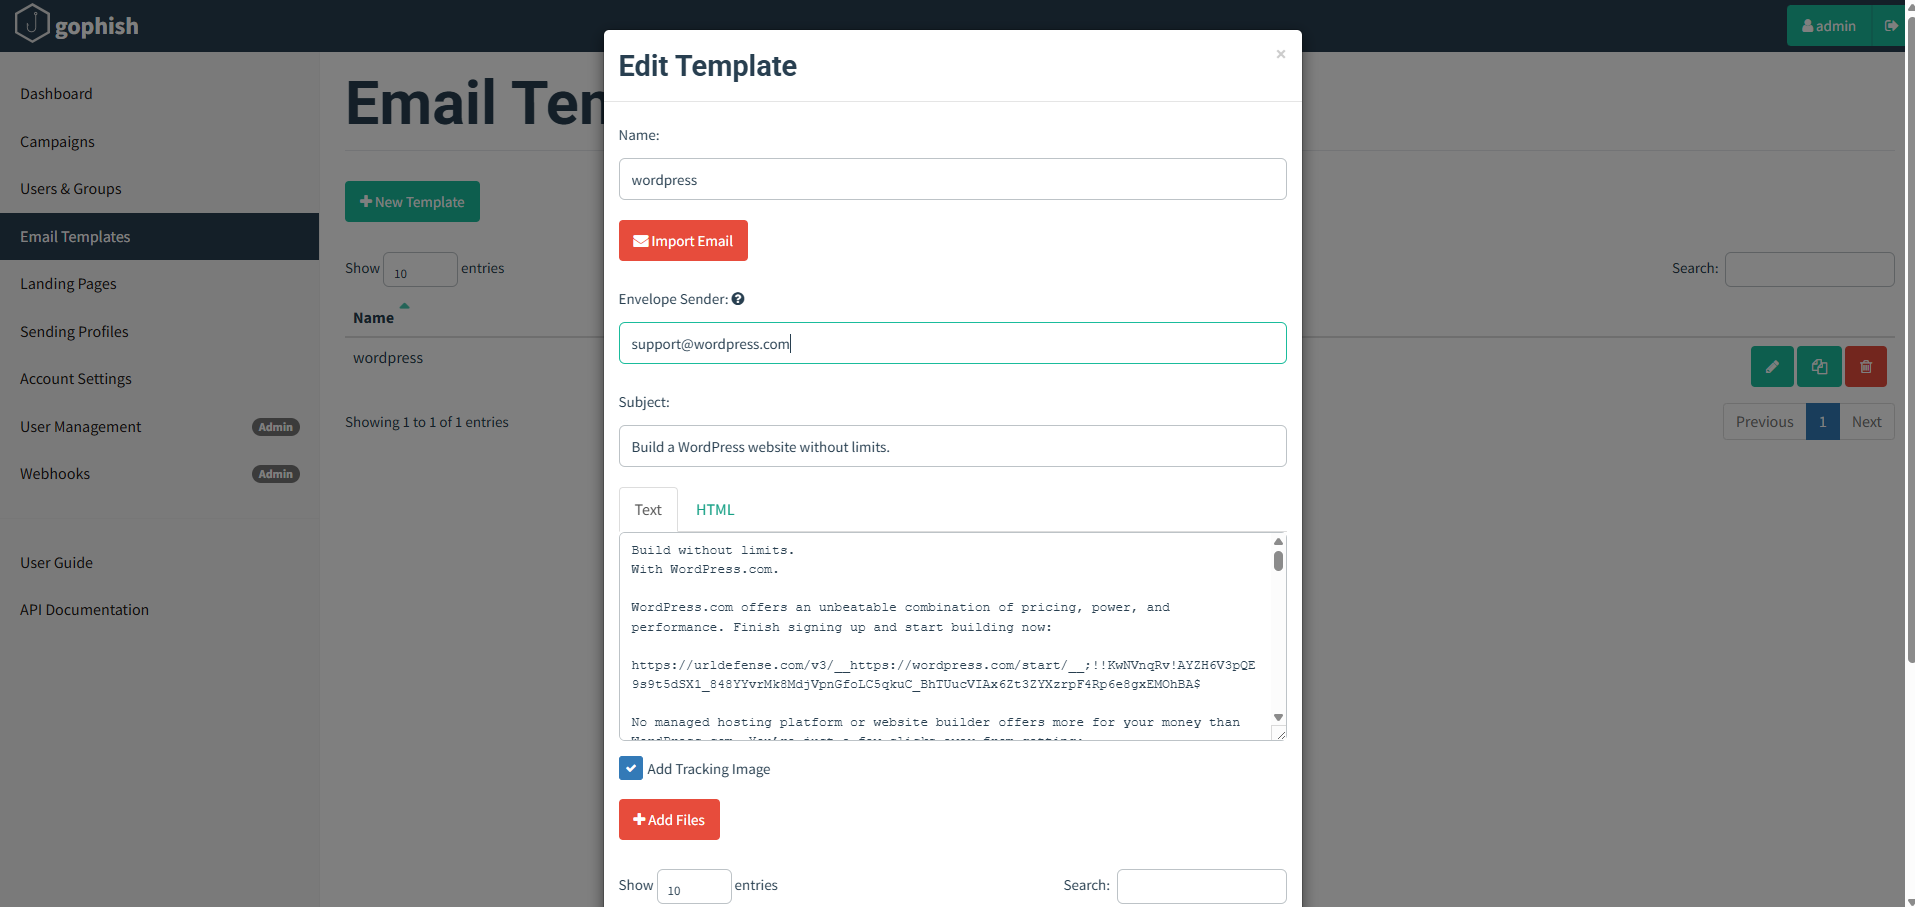 gophish
admin
Dashboard
Campaigns
Users & Groups
Email Templates
Landing Pages
Sending Profiles
Account Settings
User Management Admin
Webhooks Admin
User Guide
API Documentation
Email Tem
New Template
Show 10 entries
Search:
Name
wordpress
Showing 1 to 1 of 1 entries
Previous 1 Next
Edit Template
×
Name:
wordpress
Import Email
Envelope Sender:
support@wordpress.com
Subject:
Build a WordPress website without limits.
Text HTML
Build without limits.
With WordPress.com.
WordPress.com offers an unbeatable combination of pricing, power, and
performance. Finish signing up and start building now:
https://urldefense.com/v3/__https://wordpress.com/start/__;!!KwNVnqRv!AYZH6V3pQE
9s9t5dSXl_848YYvrMk8MdjVpnGfoLC5qkuC_BhTUucVIAx6Zt3ZYXzrpF4Rp6e8gxEMOhBA$
No managed hosting platform or website builder offers more for your money than
Add Tracking Image
Add Files
Show 10 entries
Search: